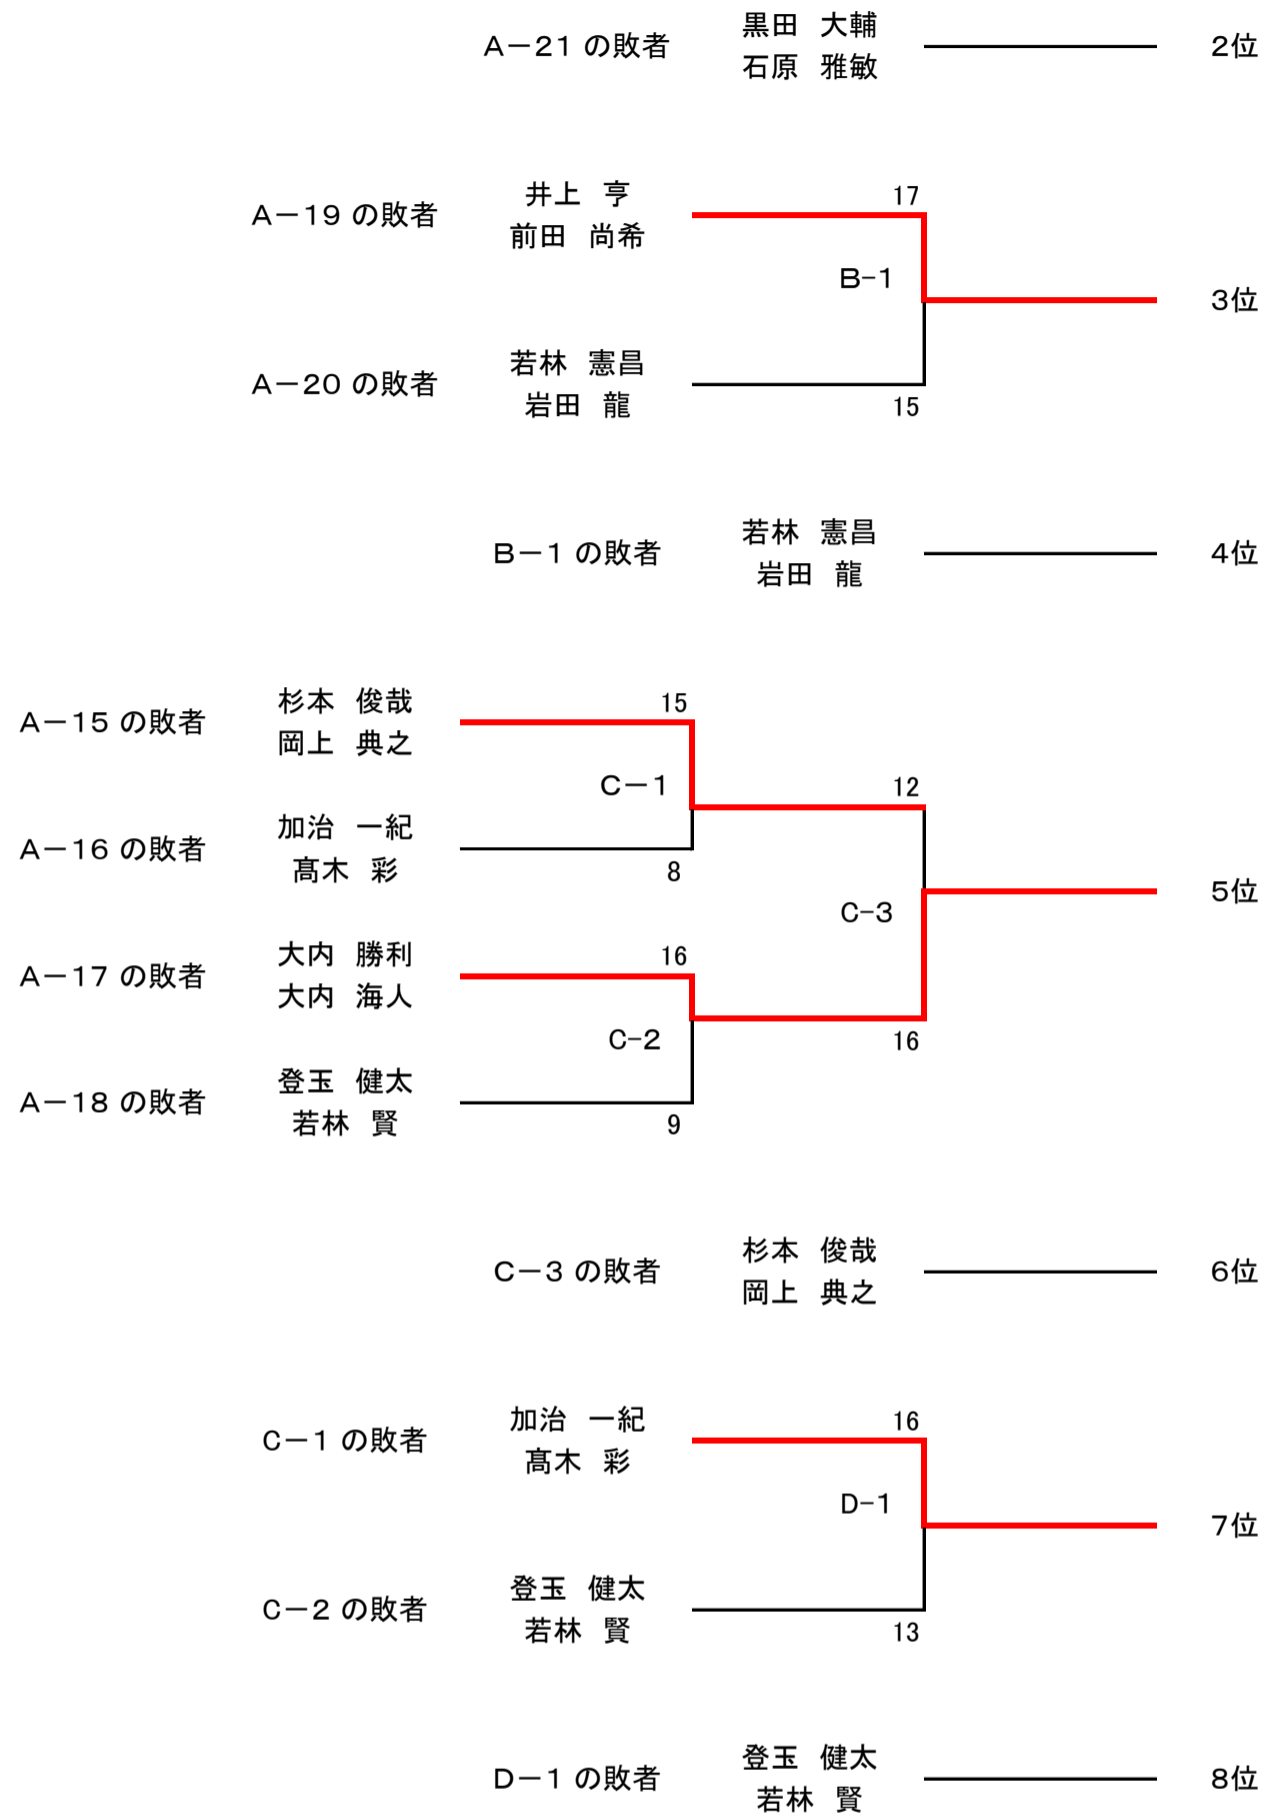 黒田 大輔
A－21 の敗者
2位
石原 雅敏
井上 亨
17
A－19 の敗者
前田 尚希
B-1
3位
若林 憲昌
A－20 の敗者
岩田 龍
15
若林 憲昌
B－1 の敗者
4位
岩田 龍
杉本 俊哉
15
A－15 の敗者
岡上 典之
C－1
12
加治 一紀
A－16 の敗者
髙木 彩
8
5位
C-3
大内 勝利
16
A－17 の敗者
大内 海人
C-2
16
登玉 健太
A－18 の敗者
若林 賢
9
杉本 俊哉
C－3 の敗者
6位
岡上 典之
加治 一紀
16
C－1 の敗者
髙木 彩
D-1
7位
登玉 健太
C－2 の敗者
若林 賢
13
登玉 健太
D－1 の敗者
8位
若林 賢